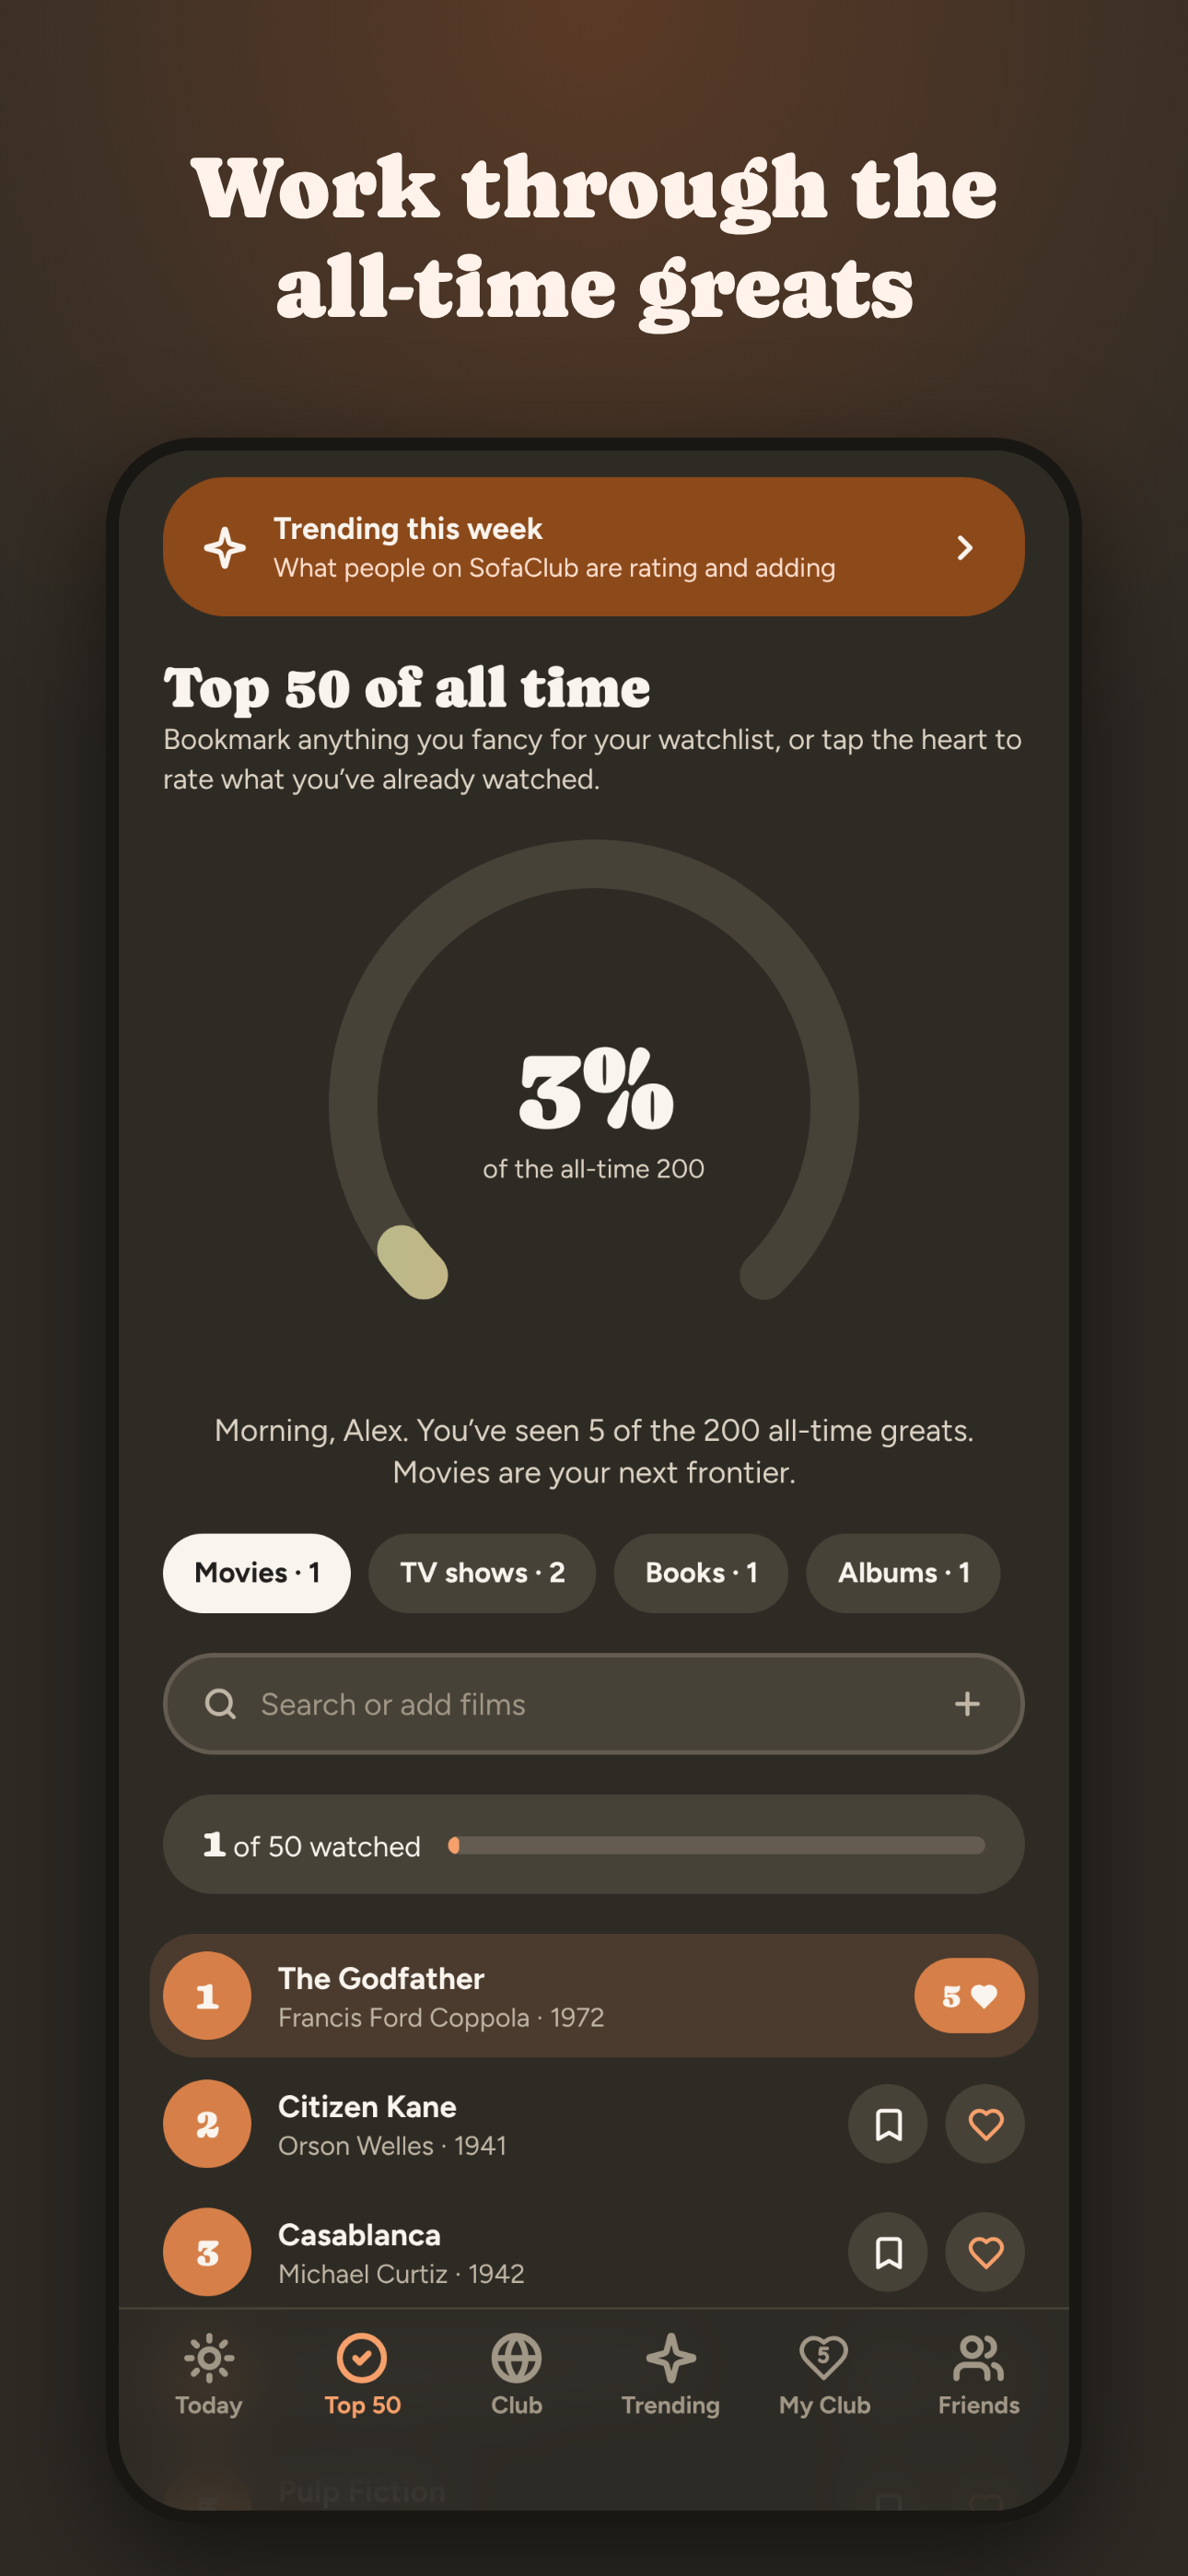 Work through the
all-time greats
Trending this week
What people on SofaClub are rating and adding
Top 50 of all time
Bookmark anything you fancy for your watchlist, or tap the heart to
rate what you’ve already watched.
3%
of the all-time 200
Morning, Alex. You’ve seen 5 of the 200 all-time greats.
Movies are your next frontier.
Movies · 1 TV shows · 2 Books · 1 Albums · 1
Search or add films
1 of 50 watched
1 The Godfather 5
Francis Ford Coppola · 1972
2 Citizen Kane
Orson Welles · 1941
3 Casablanca
Michael Curtiz · 1942
5
Today Top 50 Club Trending My Club Friends
5 Pulp Fiction